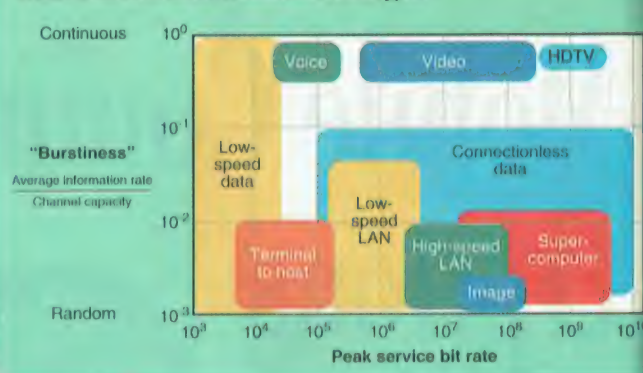 Continuous
10⁰
Voice
Video
HDTV
10⁻¹
"Burstiness"
Average information rate
Channel capacity
Low-
speed
data
Connectionless
data
Low-
speed
LAN
10⁻²
Terminal
to host
High-speed
LAN
Super-
computer
Image
Random
10⁻³
10³
10⁴
10⁵
10⁶
10⁷
10⁸
10⁹
10¹⁰
Peak service bit rate